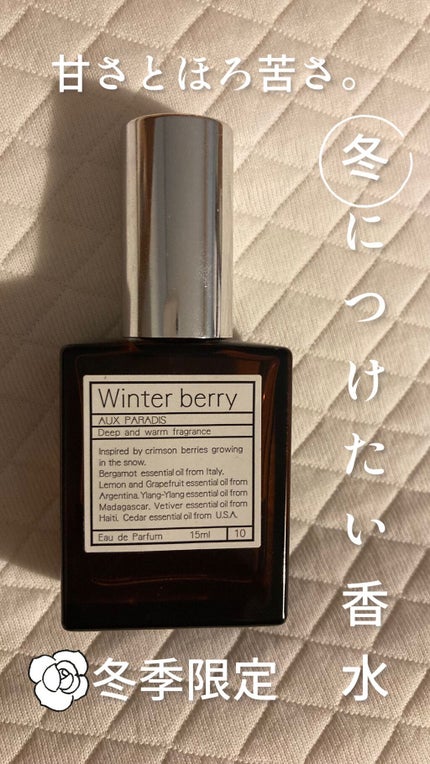 甘さとほろ苦さ。
冬につけたい香水
Winter berry
AUX PARADIS
Deep and warm fragrance
Inspired by crimson berries growing
in the snow.
Bergamot essential oil from Italy,
Lemon and Grapefruit essential oil from
Argentina, Ylang-Ylang essential oil from
Madagascar, Vetiver essential oil from
Haiti, Cedar essential oil from U.S.A.
Eau de Parfum 15ml 10
冬季限定